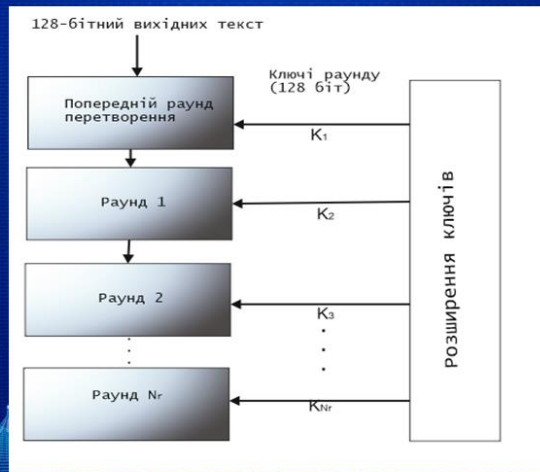 128-бітний вихідних текст
Ключі раунду
(128 біт)
Попередній раунд
перетворення
K1
Раунд 1
K2
Раунд 2
K3
Раунд Nr
KNr
Розширення ключів